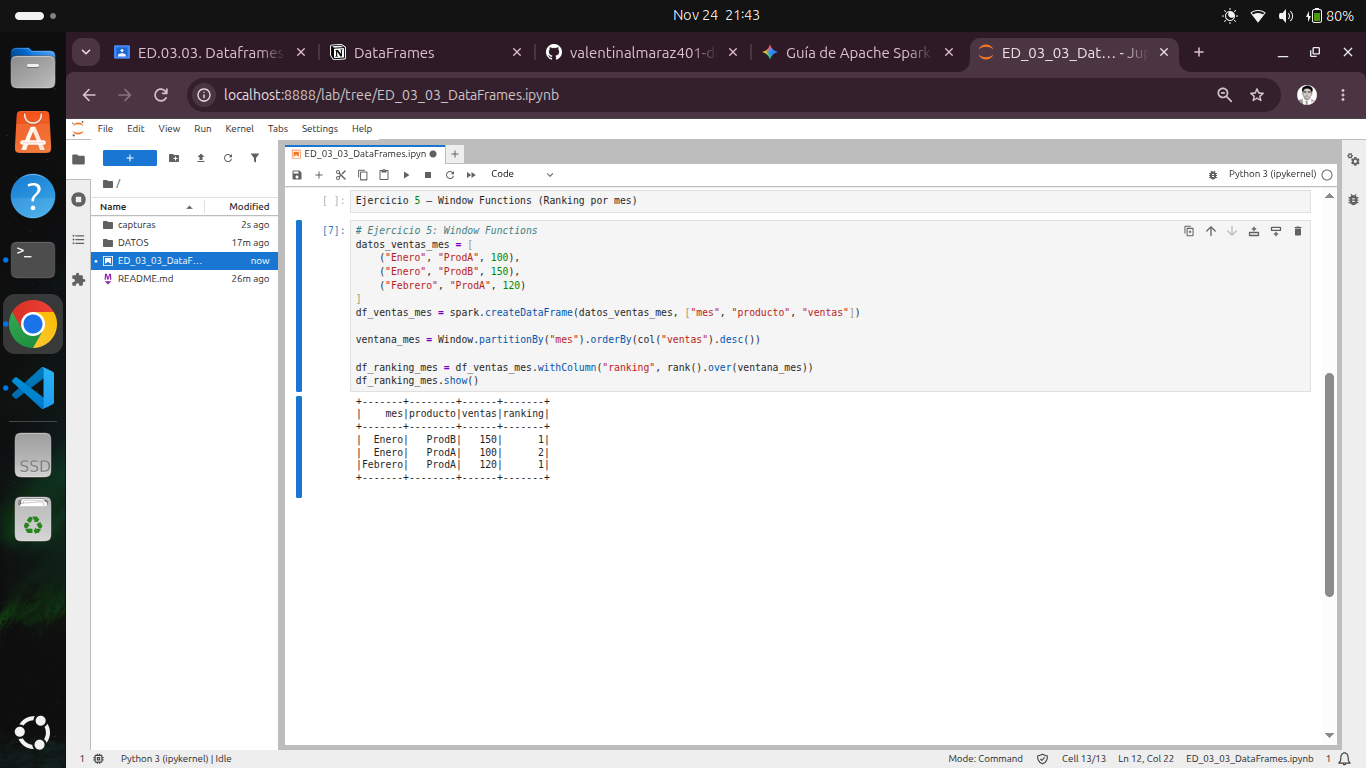 Nov 24 21:43
80%
ED.03.03. DataFrames
DataFrames
valentinalmaraz401-d
Guía de Apache Spark
ED_03_03_Dat… - Jup
localhost:8888/lab/tree/ED_03_03_DataFrames.ipynb
File Edit View Run Kernel Tabs Settings Help
/
Name Modified
capturas 2s ago
DATOS 17m ago
ED_03_03_DataF… now
README.md 26m ago
ED_03_03_DataFrames.ipyn
Code
Python 3 (ipykernel)
[ ]: Ejercicio 5 — Window Functions (Ranking por mes)
[7]: # Ejercicio 5: Window Functions
datos_ventas_mes = [
("Enero", "ProdA", 100),
("Enero", "ProdB", 150),
("Febrero", "ProdA", 120)
]
df_ventas_mes = spark.createDataFrame(datos_ventas_mes, ["mes", "producto", "ventas"])
ventana_mes = Window.partitionBy("mes").orderBy(col("ventas").desc())
df_ranking_mes = df_ventas_mes.withColumn("ranking", rank().over(ventana_mes))
df_ranking_mes.show()
+-------+--------+------+-------+
|    mes|producto|ventas|ranking|
+-------+--------+------+-------+
|  Enero|   ProdB|   150|      1|
|  Enero|   ProdA|   100|      2|
|Febrero|   ProdA|   120|      1|
+-------+--------+------+-------+
SSD
1 Python 3 (ipykernel) | Idle
Mode: Command Cell 13/13 Ln 12, Col 22 ED_03_03_DataFrames.ipynb 1